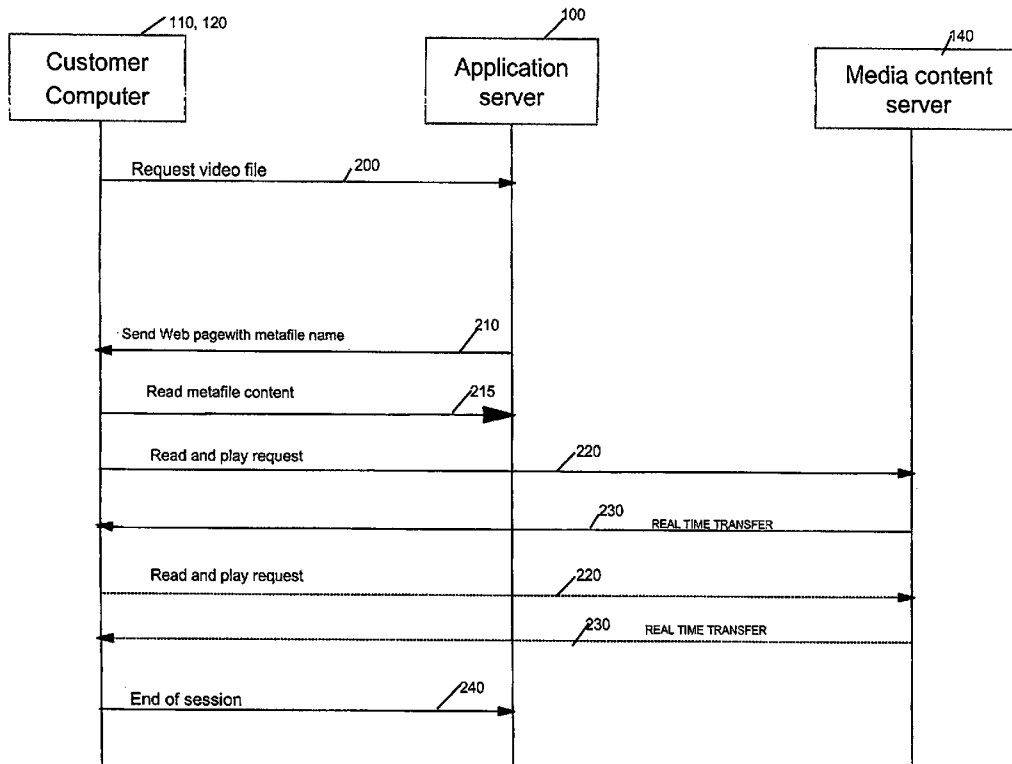 110, 120
100
140
Customer
Computer
Application
server
Media content
server
Request video file
200
Send Web pagewith metafile name
210
Read metafile content
215
Read and play request
220
230
REAL TIME TRANSFER
Read and play request
220
230
REAL TIME TRANSFER
End of session
240